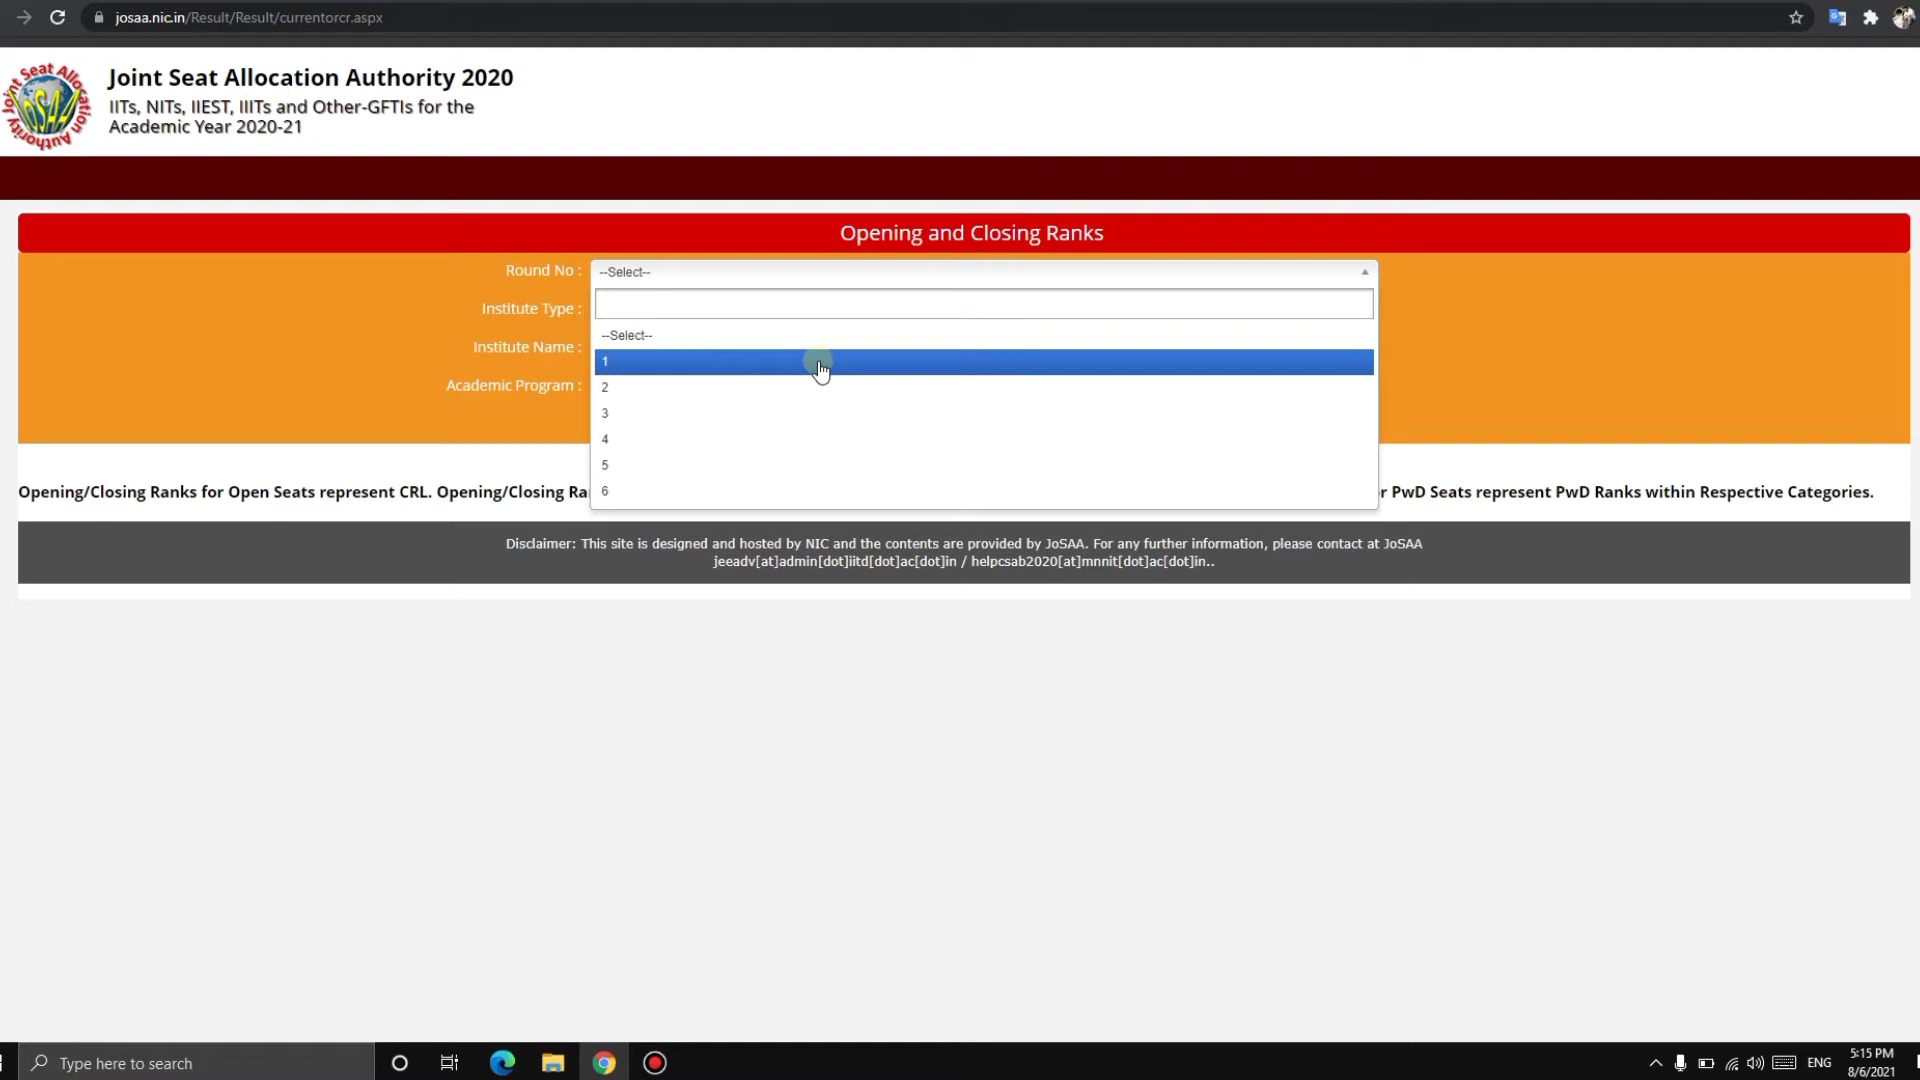 josaa.nic.in/Result/Result/currentorcr.aspx
Joint Seat Allocation Authority
JoSAA
Joint Seat Allocation Authority 2020
IITs, NITs, IIEST, IIITs and Other-GFTIs for the
Academic Year 2020-21
Opening and Closing Ranks
Round No :
--Select--
Institute Type :
Institute Name :
Academic Program :
--Select--
1
2
3
4
5
6
Opening/Closing Ranks for Open Seats represent CRL. Opening/Closing
PwD Seats represent PwD Ranks within Respective Categories.
Disclaimer: This site is designed and hosted by NIC and the contents are provided by JoSAA. For any further information, please contact at JoSAA
jeeadv[at]admin[dot]iitd[dot]ac[dot]in / helpcsab2020[at]mnnit[dot]ac[dot]in..
Type here to search
ENG
5:15 PM
8/6/2021